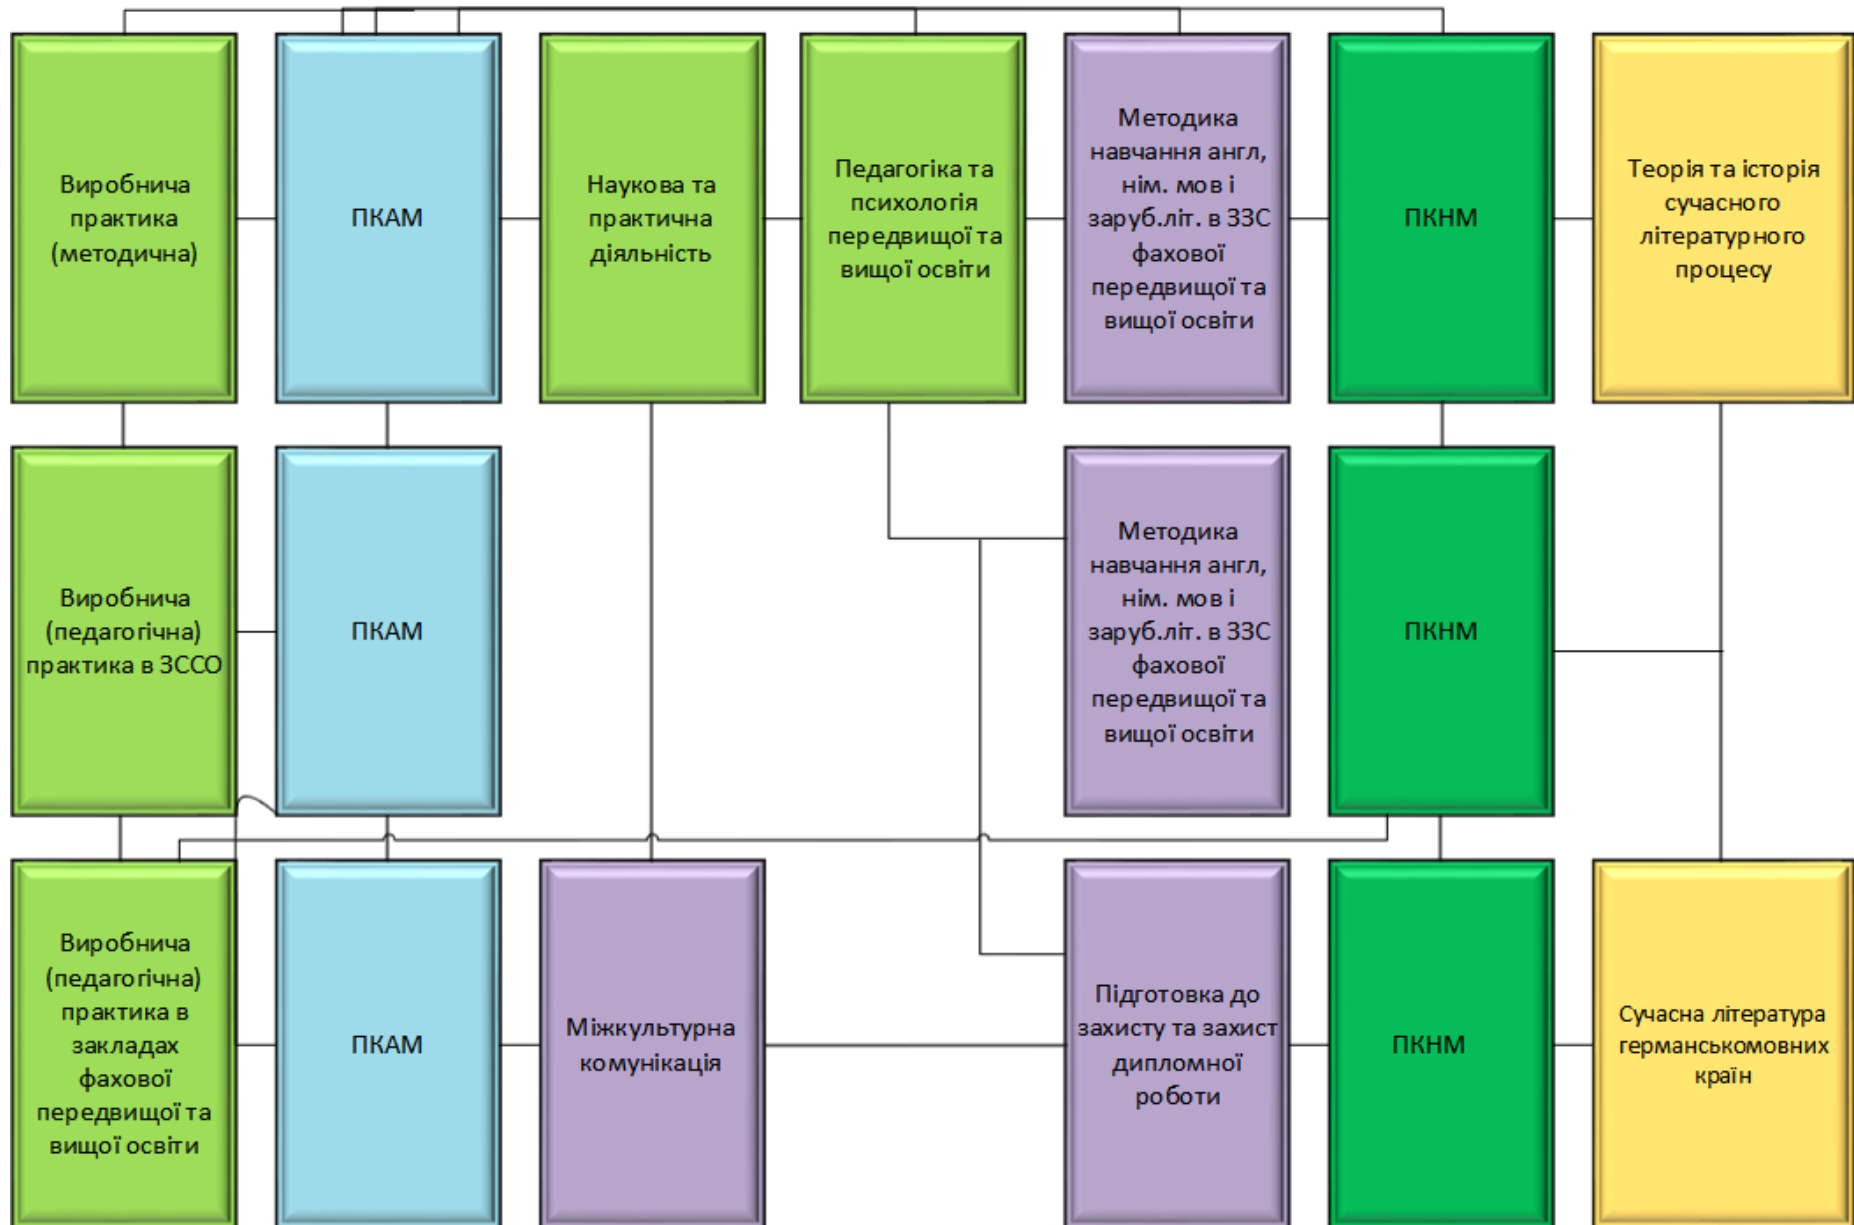 Виробнича
практика
(методична)
ПКАМ
Наукова та
практична
діяльність
Педагогіка та
психологія
передвищої та
вищої освіти
Методика
навчання англ,
нім. мов і
заруб.літ. в ЗЗС
фахової
передвищої та
вищої освіти
ПКНМ
Теорія та історія
сучасного
літературного
процесу
Виробнича
(педагогічна)
практика в ЗССО
ПКАМ
Методика
навчання англ,
нім. мов і
заруб.літ. в ЗЗС
фахової
передвищої та
вищої освіти
ПКНМ
Виробнича
(педагогічна)
практика в
закладах
фахової
передвищої та
вищої освіти
ПКАМ
Міжкультурна
комунікація
Підготовка до
захисту та захист
дипломної
роботи
ПКНМ
Сучасна література
германськомовних
країн